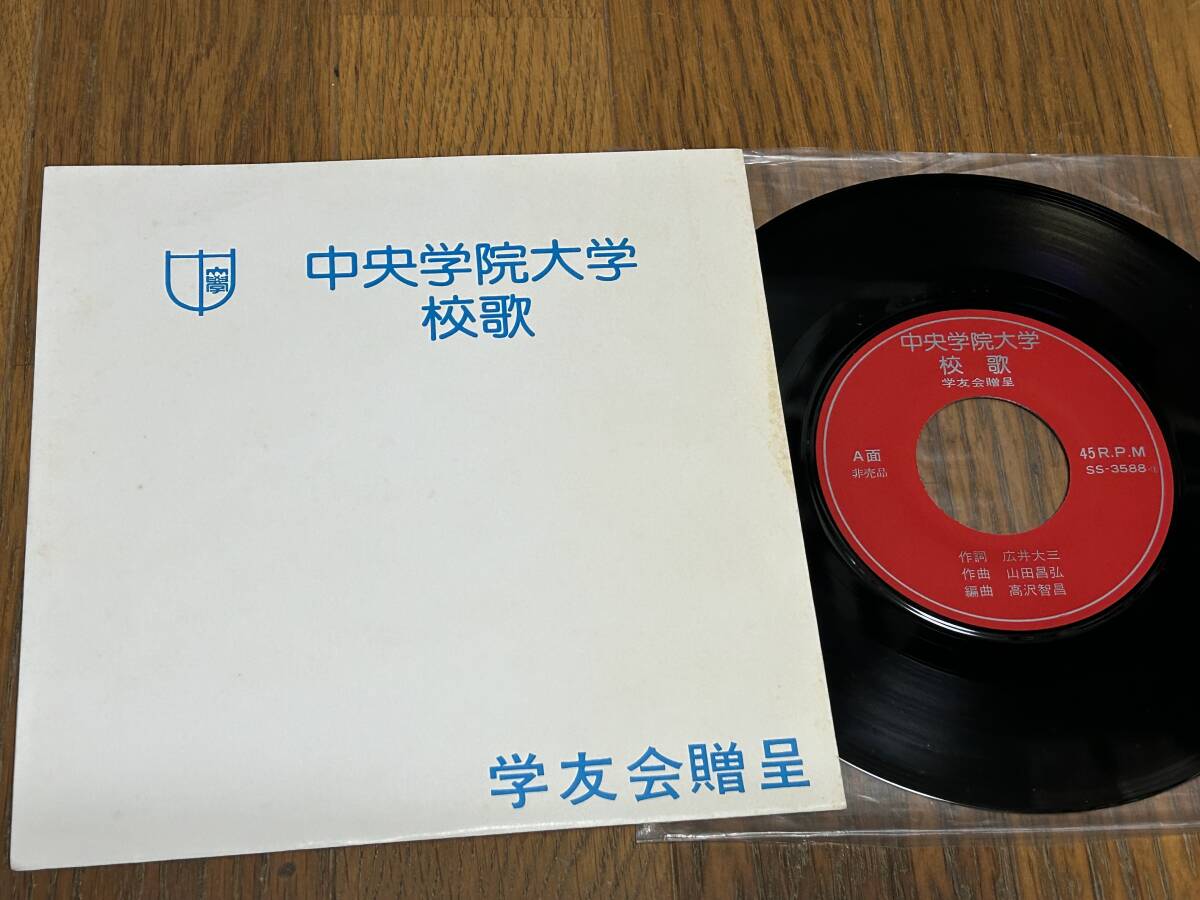 中央学院大学
校歌
学友会贈呈
中央学院大学
校 歌
学友会贈呈
A面
非売品
45 R.P.M
SS-3588
作詞 広井大三
作曲 山田昌弘
編曲 高沢智昌